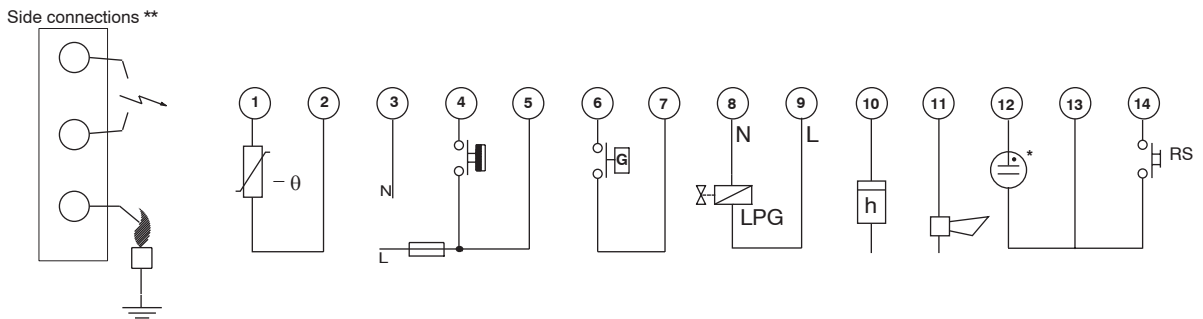 Side connections **
1 2 3 4 5 6 7 8 9 10 11 12 13 14
N L
* RS
G
– θ
N
LPG
h
L